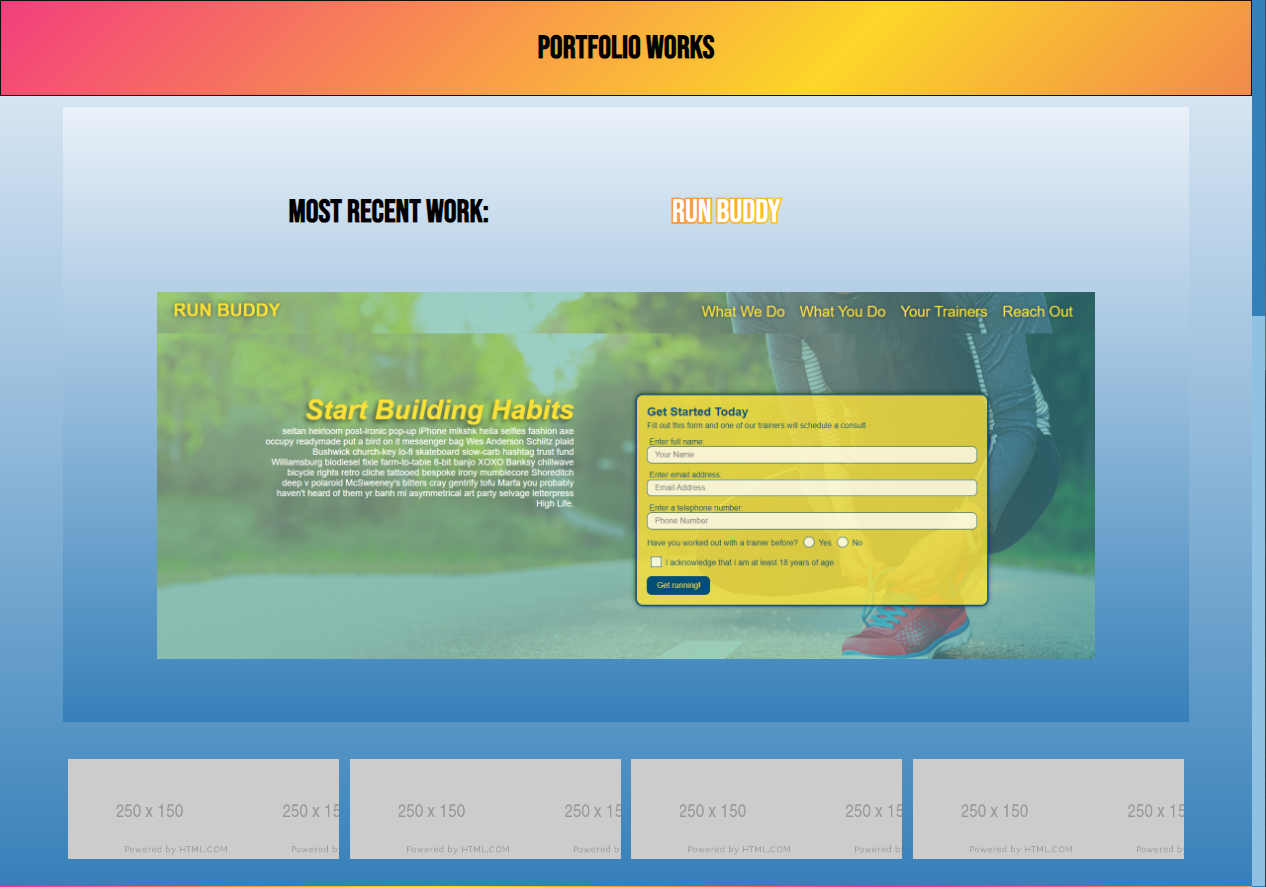 PORTFOLIO WORKS
MOST RECENT WORK: RUN BUDDY
RUN BUDDY What We Do What You Do Your Trainers Reach Out
Start Building Habits
seitan heirloom post-ironic pop-up iPhone mikshk hella selfies fashion axe
occupy readymade put a bird on it messenger bag Wes Anderson Schlitz plaid
Bushwick church-key lo-fi skateboard slow-carb hashtag trust fund
Williamsburg biodiesel fixie farm-to-table 8-bit banjo XOXO Banksy chillwave
bicycle rights retro cliche tattooed bespoke irony mumblecore Shoreditch
deep v polaroid McSweeney's bitters cray gentrify tofu Marfa you probably
haven't heard of them yr banh mi asymmetrical art party selvage letterpress
High Life.
Get Started Today
Fill out this form and one of our trainers will schedule a consult
Enter full name:
Your Name
Enter email address:
Email Address
Enter a telephone number:
Phone Number
Have you worked out with a trainer before? Yes No
I acknowledge that I am at least 18 years of age
Get running!
250 x 150 250 x 15 250 x 150 250 x 15 250 x 150 250 x 15 250 x 150 250 x 15
Powered by HTML.COM Powered by Powered by HTML.COM Powered by Powered by HTML.COM Powered by Powered by HTML.COM Powered by